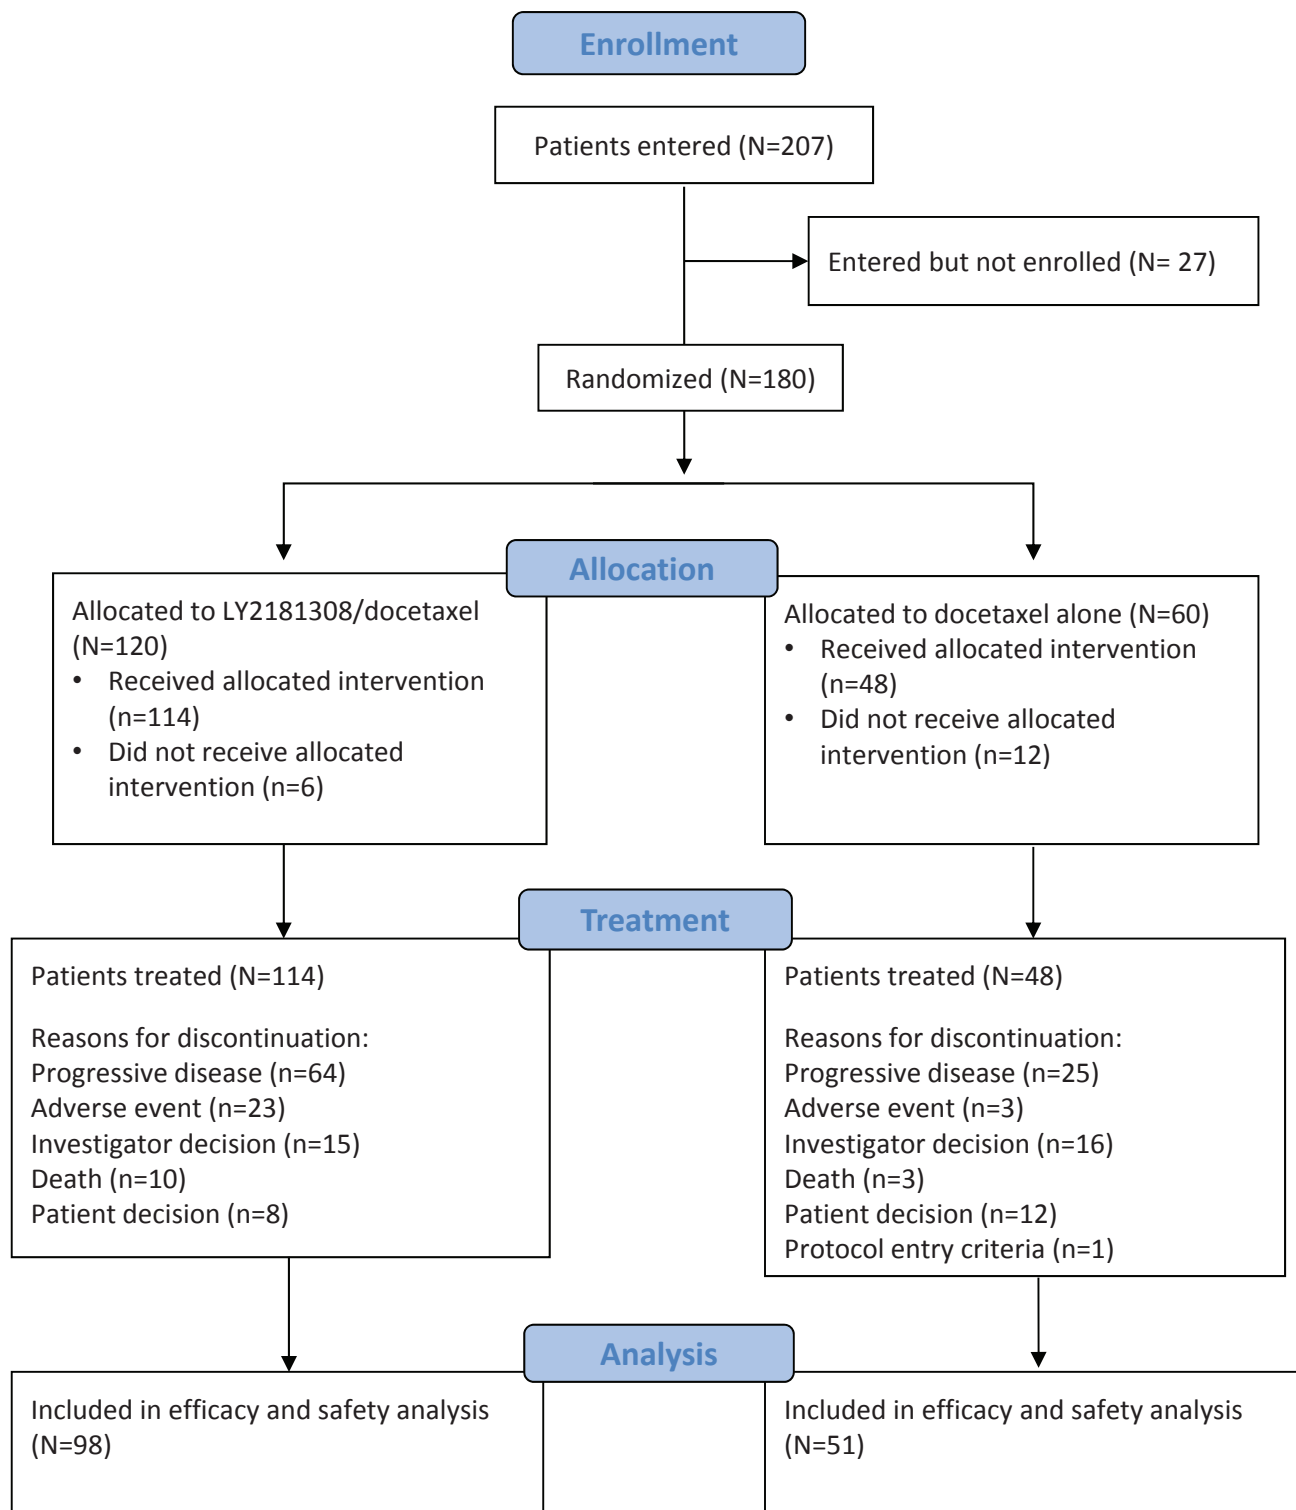 Enrollment
Patients entered (N=207)
Entered but not enrolled (N= 27)
Randomized (N=180)
Allocation
Allocated to LY2181308/docetaxel
(N=120)
• Received allocated intervention
(n=114)
• Did not receive allocated
intervention (n=6)
Allocated to docetaxel alone (N=60)
• Received allocated intervention
(n=48)
• Did not receive allocated
intervention (n=12)
Treatment
Patients treated (N=114)
Reasons for discontinuation:
Progressive disease (n=64)
Adverse event (n=23)
Investigator decision (n=15)
Death (n=10)
Patient decision (n=8)
Patients treated (N=48)
Reasons for discontinuation:
Progressive disease (n=25)
Adverse event (n=3)
Investigator decision (n=16)
Death (n=3)
Patient decision (n=12)
Protocol entry criteria (n=1)
Analysis
Included in efficacy and safety analysis
(N=98)
Included in efficacy and safety analysis
(N=51)